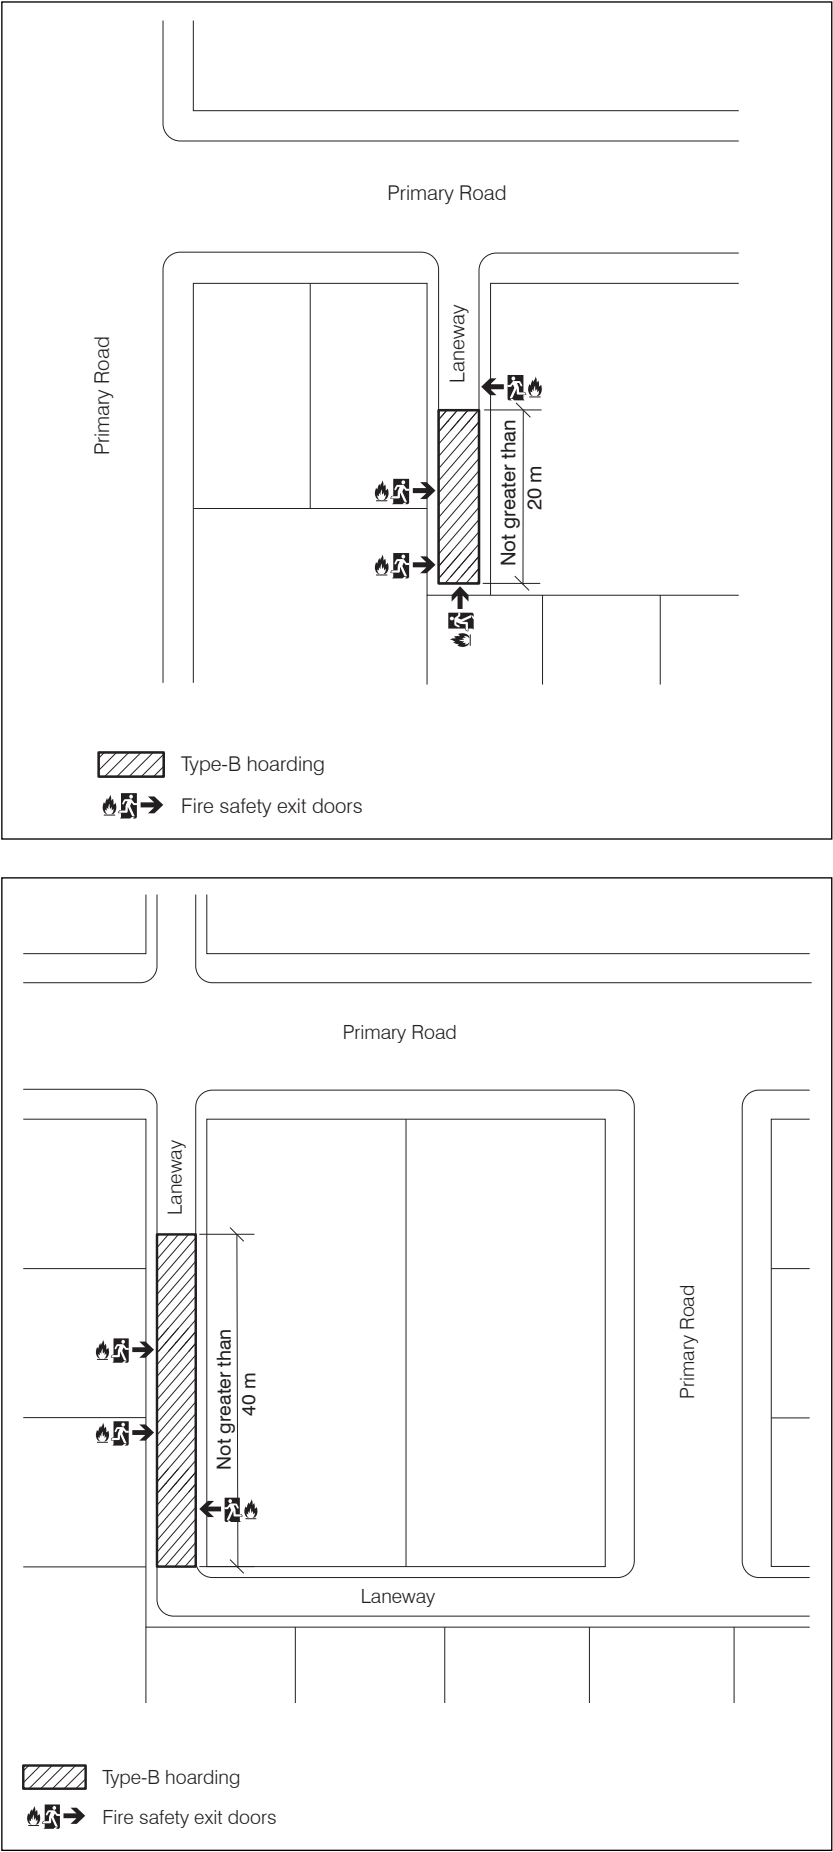 Primary Road
Primary Road
Laneway
Not greater than
20 m
Type-B hoarding
Fire safety exit doors
Primary Road
Laneway
Primary Road
Not greater than
40 m
Laneway
Type-B hoarding
Fire safety exit doors